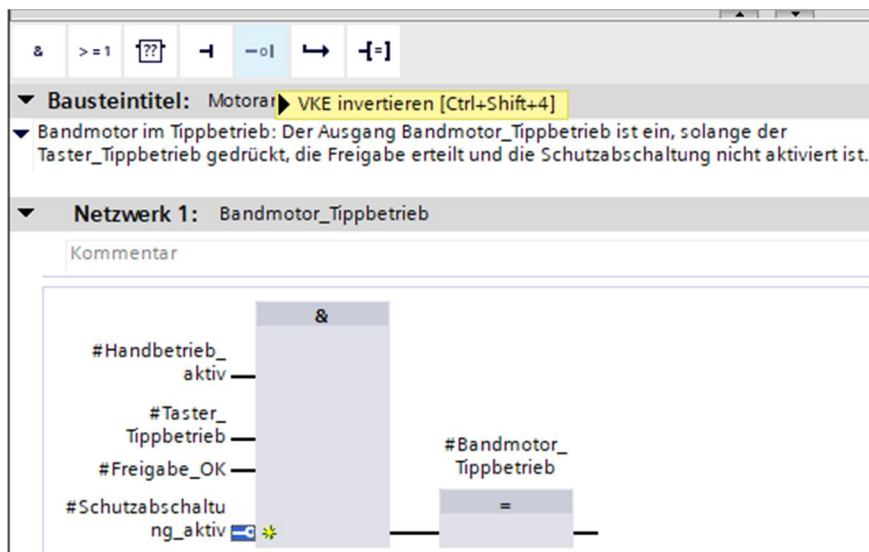 & >=1 ?? -o| -[=]
Bausteintitel: Motorar
VKE invertieren [Ctrl+Shift+4]
Bandmotor im Tippbetrieb: Der Ausgang Bandmotor_Tippbetrieb ist ein, solange der
Taster_Tippbetrieb gedrückt, die Freigabe erteilt und die Schutzabschaltung nicht aktiviert ist.
Netzwerk 1: Bandmotor_Tippbetrieb
Kommentar
&
#Handbetrieb_
aktiv
#Taster_
Tippbetrieb
#Freigabe_OK
#Schutzabschaltu
ng_aktiv
#Bandmotor_
Tippbetrieb
=